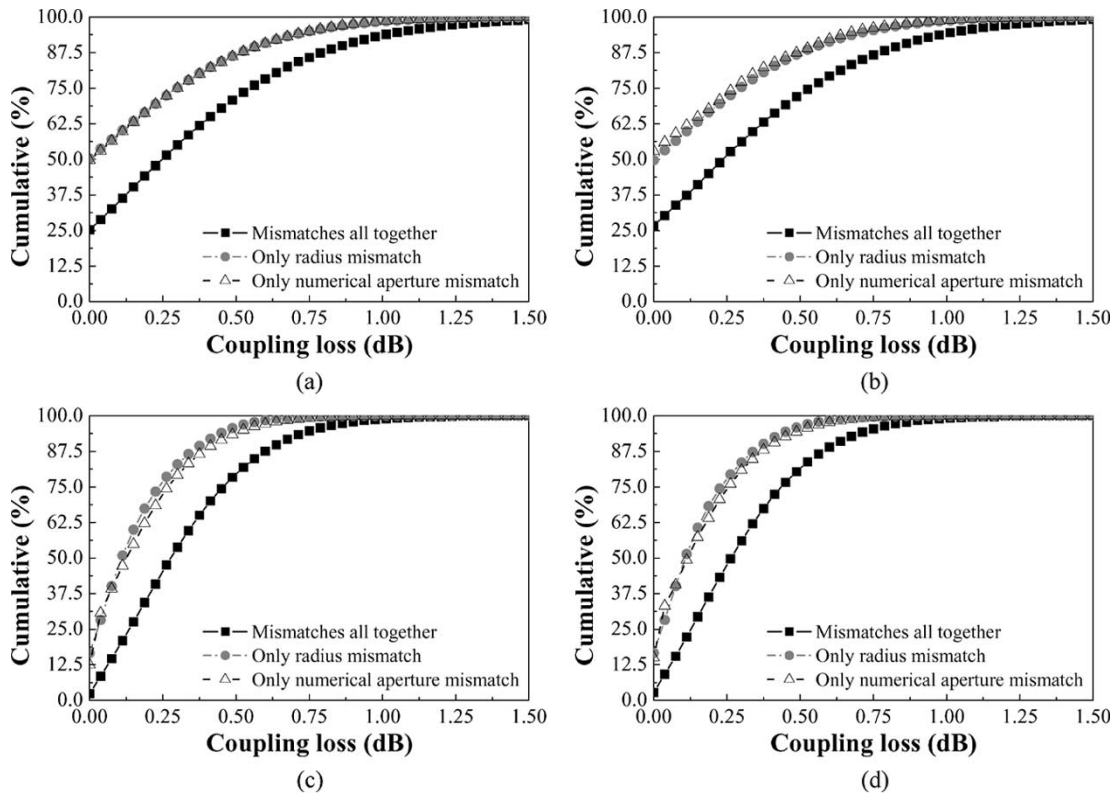 100.0
87.5
75.0
62.5
50.0
37.5
25.0
12.5
0.0
Cumulative (%)
Mismatches all together
Only radius mismatch
Only numerical aperture mismatch
0.00 0.25 0.50 0.75 1.00 1.25 1.50
Coupling loss (dB)
(a)
100.0
87.5
75.0
62.5
50.0
37.5
25.0
12.5
0.0
Cumulative (%)
Mismatches all together
Only radius mismatch
Only numerical aperture mismatch
0.00 0.25 0.50 0.75 1.00 1.25 1.50
Coupling loss (dB)
(b)
100.0
87.5
75.0
62.5
50.0
37.5
25.0
12.5
0.0
Cumulative (%)
Mismatches all together
Only radius mismatch
Only numerical aperture mismatch
0.00 0.25 0.50 0.75 1.00 1.25 1.50
Coupling loss (dB)
(c)
100.0
87.5
75.0
62.5
50.0
37.5
25.0
12.5
0.0
Cumulative (%)
Mismatches all together
Only radius mismatch
Only numerical aperture mismatch
0.00 0.25 0.50 0.75 1.00 1.25 1.50
Coupling loss (dB)
(d)